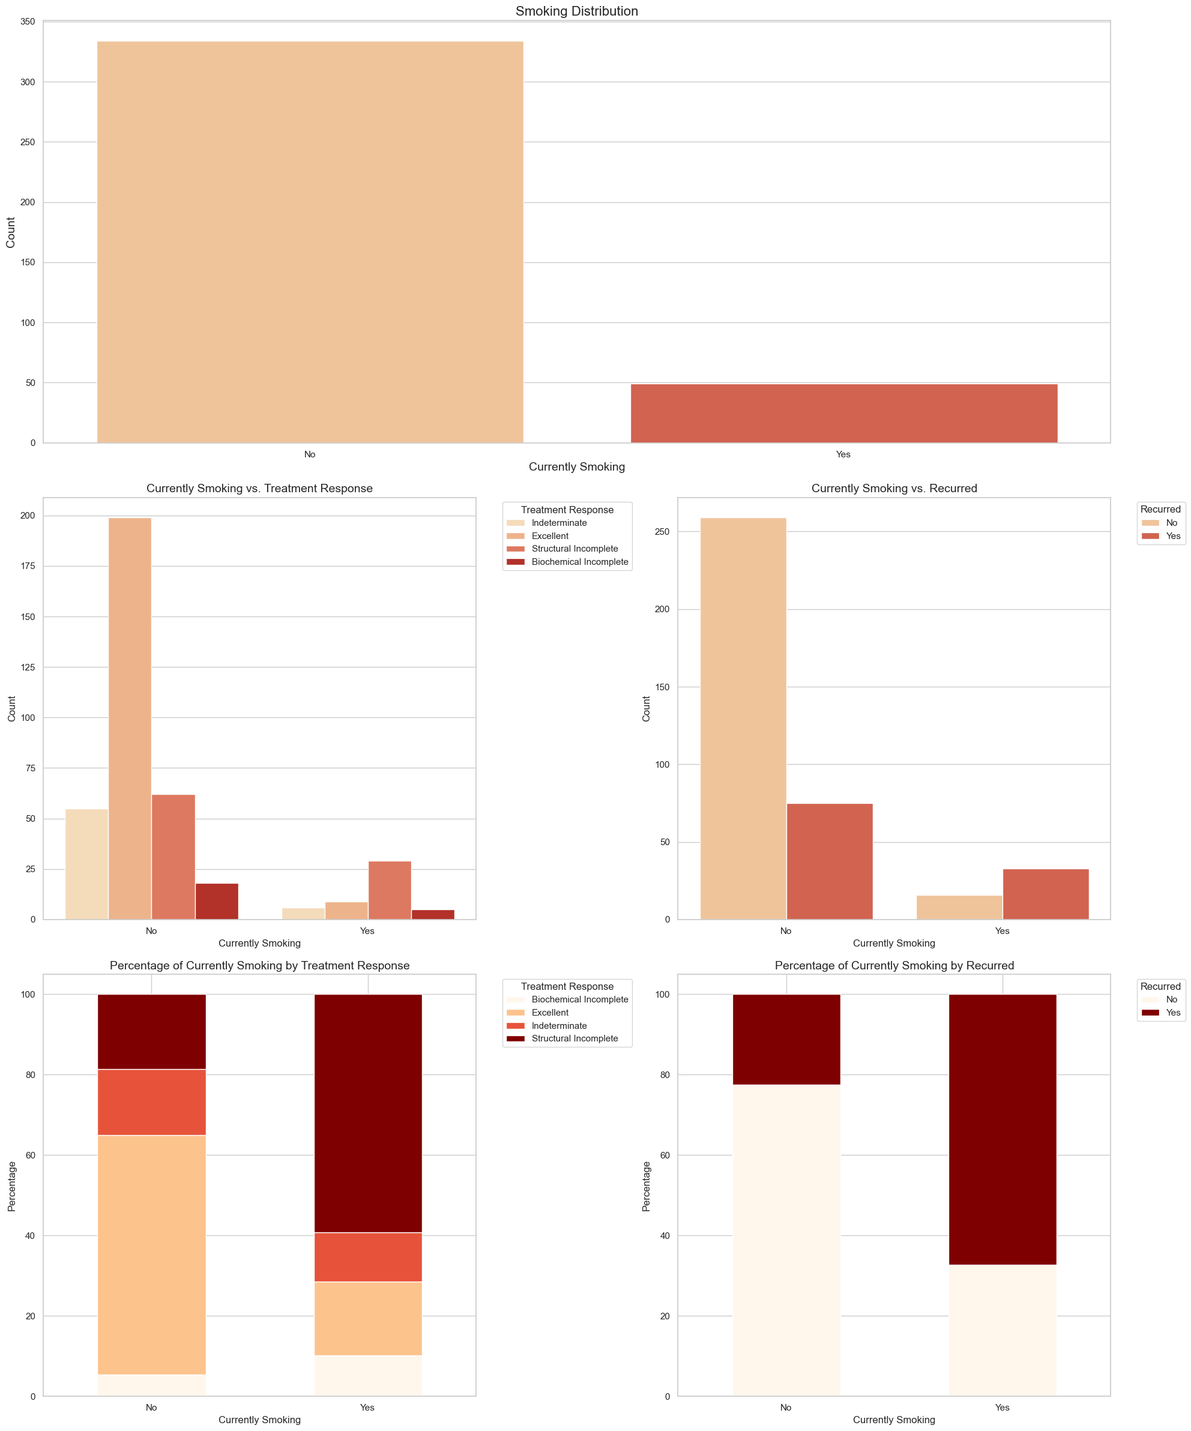 Smoking Distribution
350
300
250
200
150
100
50
0
Count
No
Yes
Currently Smoking
Currently Smoking vs. Treatment Response
200
175
150
125
100
75
50
25
0
Count
No
Yes
Currently Smoking
Treatment Response
Indeterminate
Excellent
Structural Incomplete
Biochemical Incomplete
Currently Smoking vs. Recurred
250
200
150
100
50
0
Count
No
Yes
Currently Smoking
Recurred
No
Yes
Percentage of Currently Smoking by Treatment Response
100
80
60
40
20
0
Percentage
No
Yes
Currently Smoking
Treatment Response
Biochemical Incomplete
Excellent
Indeterminate
Structural Incomplete
Percentage of Currently Smoking by Recurred
100
80
60
40
20
0
Percentage
No
Yes
Currently Smoking
Recurred
No
Yes